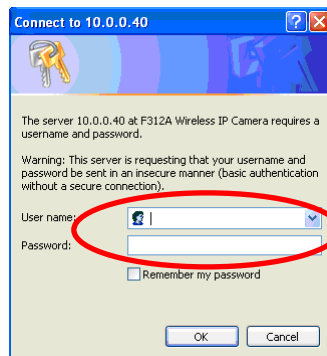 Connect to 10.0.0.40
The server 10.0.0.40 at F312A Wireless IP Camera requires a
username and password.
Warning: This server is requesting that your username and
password be sent in an insecure manner (basic authentication
without a secure connection).
User name:
Password:
Remember my password
OK Cancel